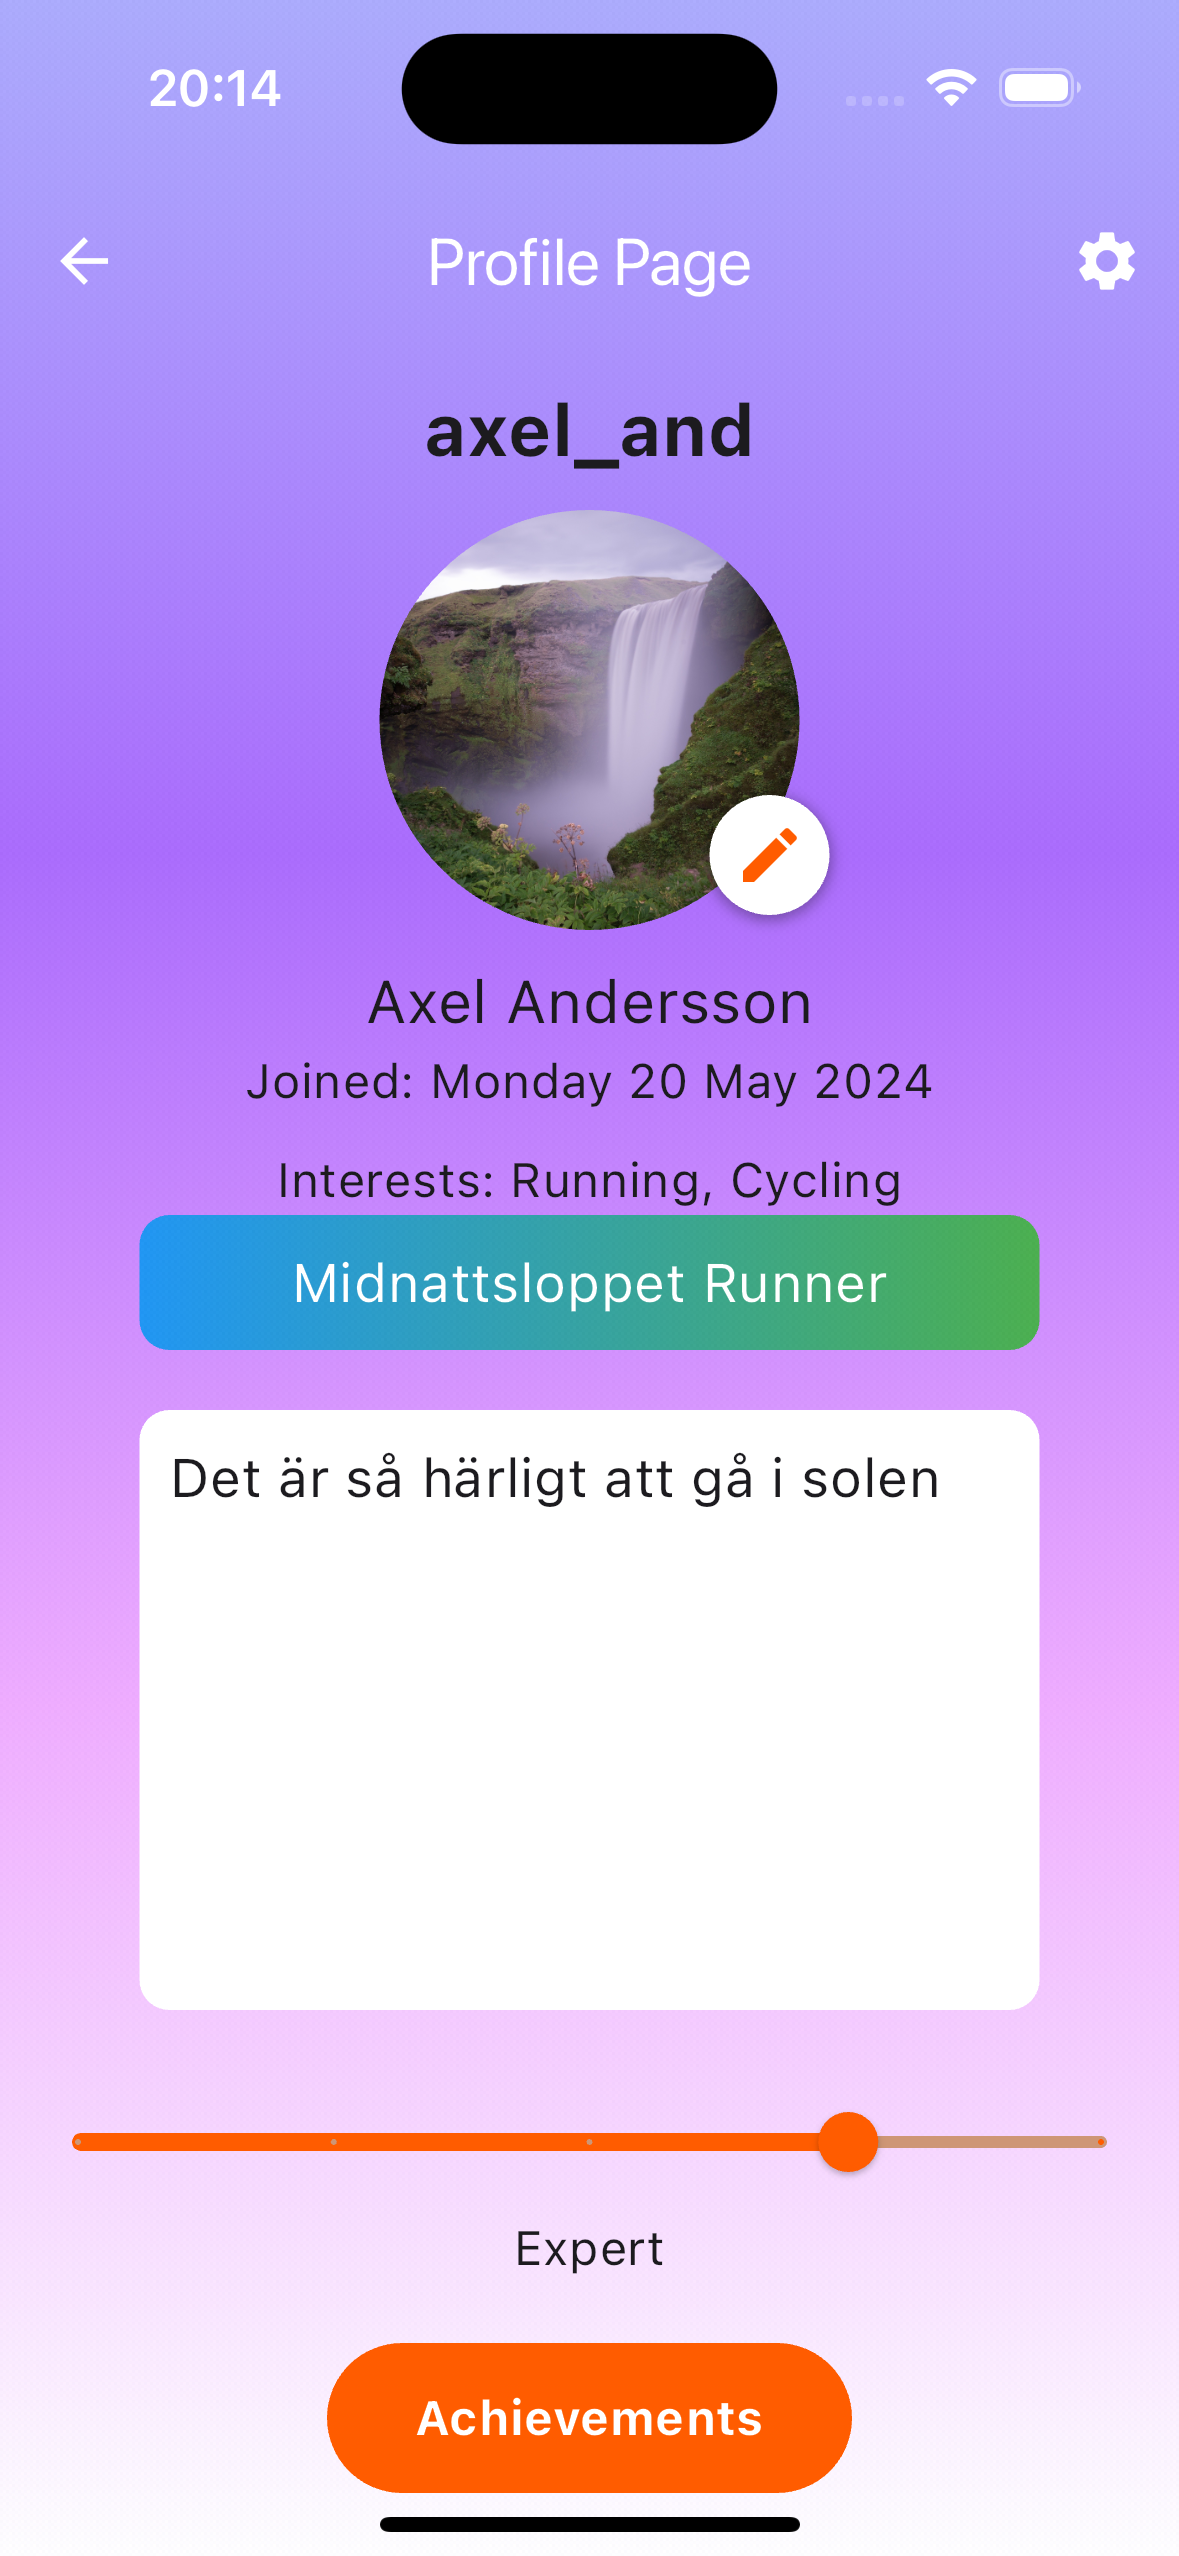 20:14
Profile Page
axel_and
Axel Andersson
Joined: Monday 20 May 2024
Interests: Running, Cycling
Midnattsloppet Runner
Det är så härligt att gå i solen
Expert
Achievements